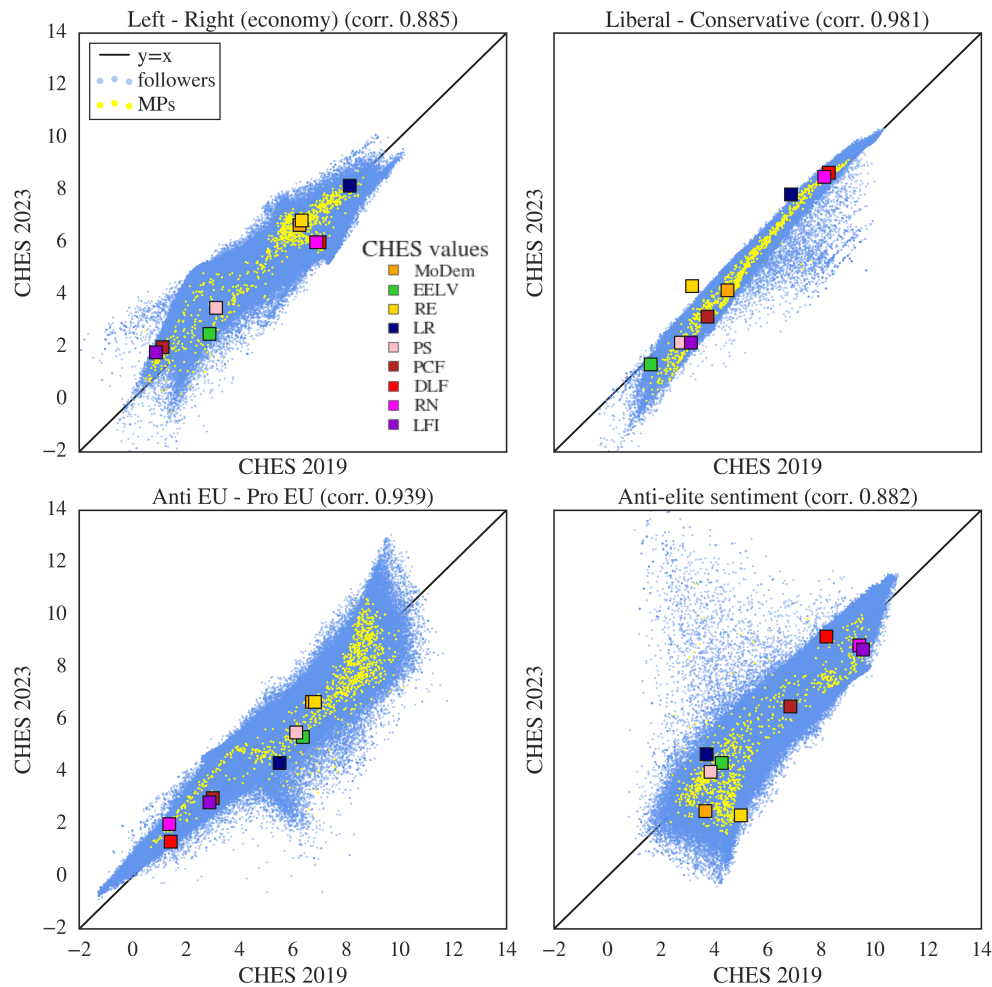 Left - Right (economy) (corr. 0.885)
Liberal - Conservative (corr. 0.981)
14
12
10
8
6
4
2
0
−2
CHES 2023
y=x
followers
MPs
CHES values
MoDem
EELV
RE
LR
PS
PCF
DLF
RN
LFI
CHES 2019
CHES 2023
CHES 2019
Anti EU - Pro EU (corr. 0.939)
Anti-elite sentiment (corr. 0.882)
14
12
10
8
6
4
2
0
−2
CHES 2023
−2 0 2 4 6 8 10 12 14
CHES 2019
CHES 2023
−2 0 2 4 6 8 10 12 14
CHES 2019